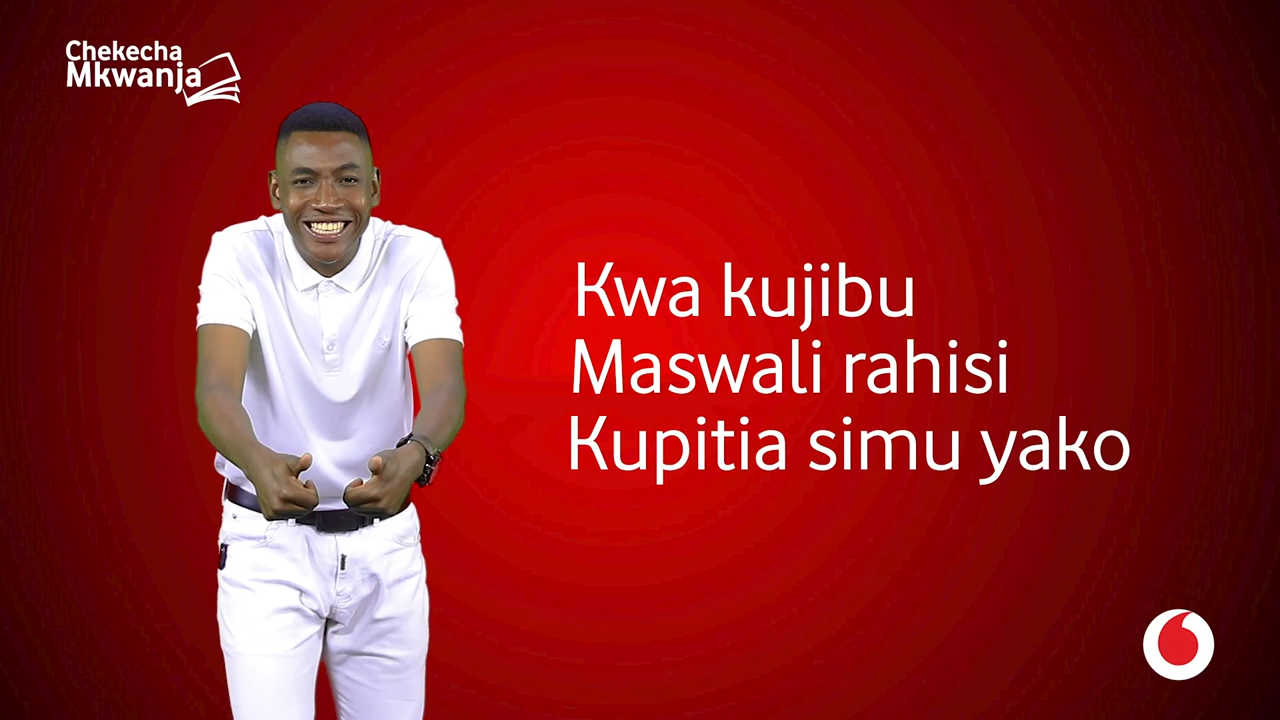 Chekecha
Mkwanja
Kwa kujibu
Maswali rahisi
Kupitia simu yako